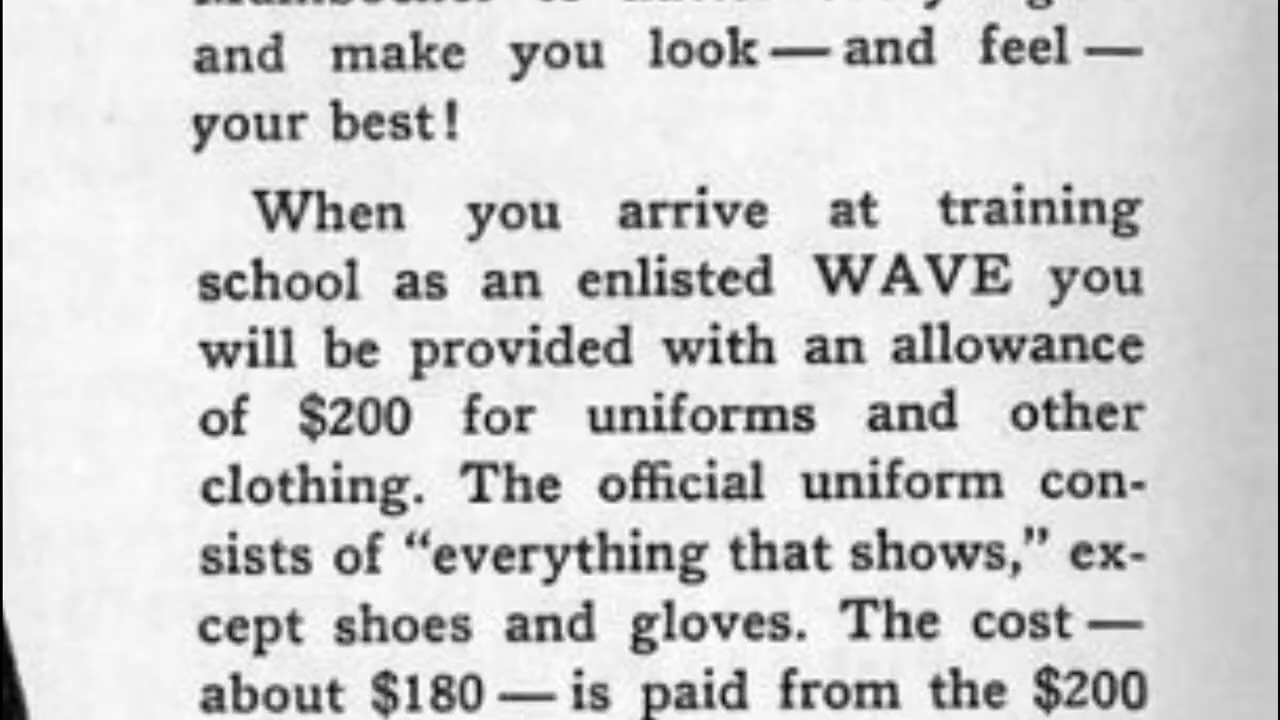 and make you look — and feel —
your best!
When you arrive at training
school as an enlisted WAVE you
will be provided with an allowance
of $200 for uniforms and other
clothing. The official uniform con-
sists of “everything that shows,” ex-
cept shoes and gloves. The cost —
about $180 — is paid from the $200